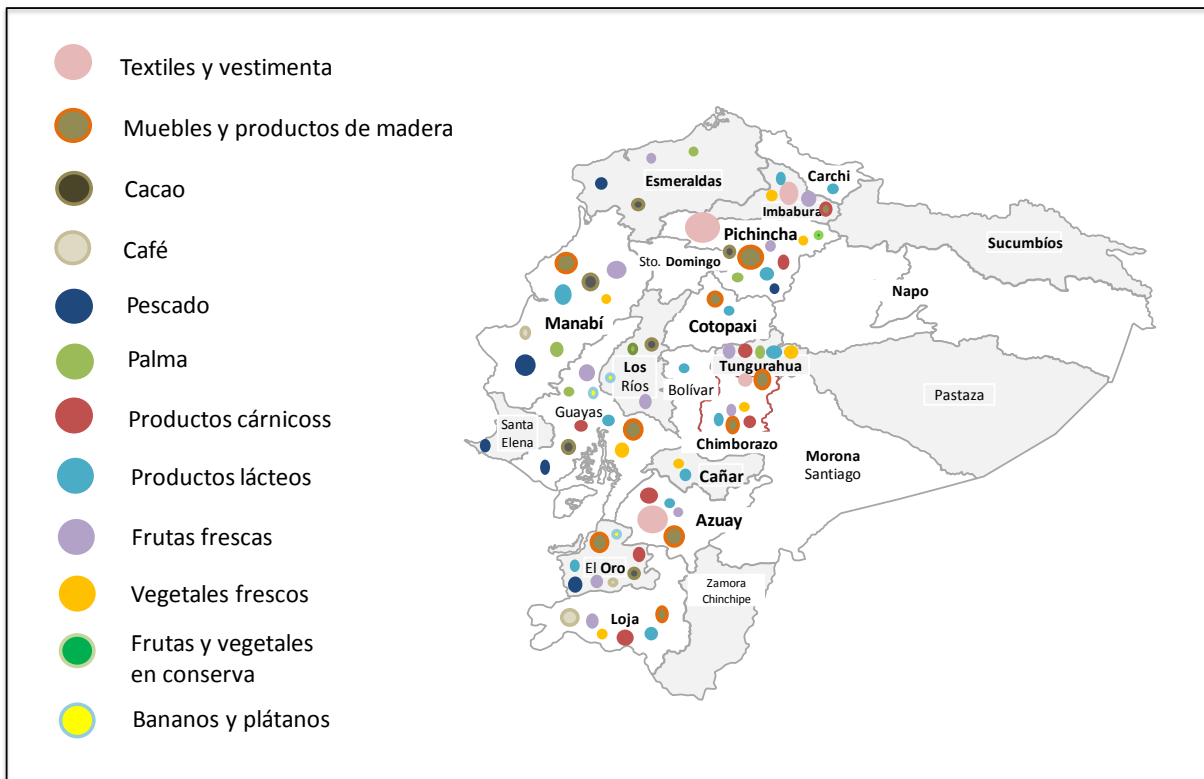 Textiles y vestimenta
Muebles y productos de madera
Cacao
Café
Pescado
Palma
Productos cárnicoss
Productos lácteos
Frutas frescas
Vegetales frescos
Frutas y vegetales
en conserva
Bananos y plátanos
Esmeraldas
Carchi
Imbabura
Pichincha
Sucumbíos
Sto. Domingo
Napo
Manabí
Cotopaxi
Tungurahua
Los
Ríos
Bolívar
Pastaza
Guayas
Santa
Elena
Chimborazo
Morona
Santiago
Cañar
Azuay
El Oro
Zamora
Chinchipe
Loja